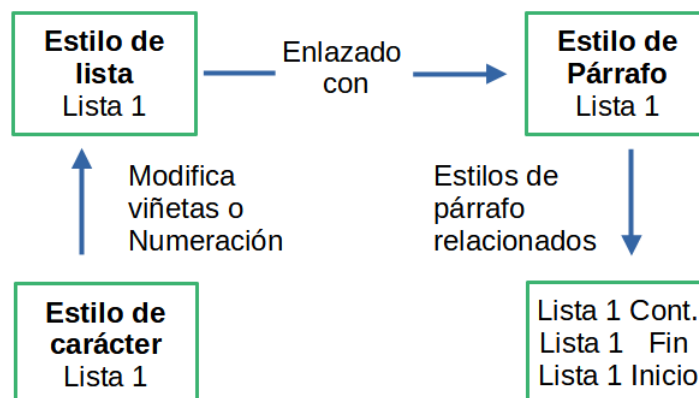 Estilo de
lista
Lista 1
Enlazado
con
Estilo de
Párrafo
Lista 1
Modifica
viñetas o
Numeración
Estilos de
párrafo
relacionados
Estilo de
carácter
Lista 1
Lista 1 Cont.
Lista 1 Fin
Lista 1 Inicio